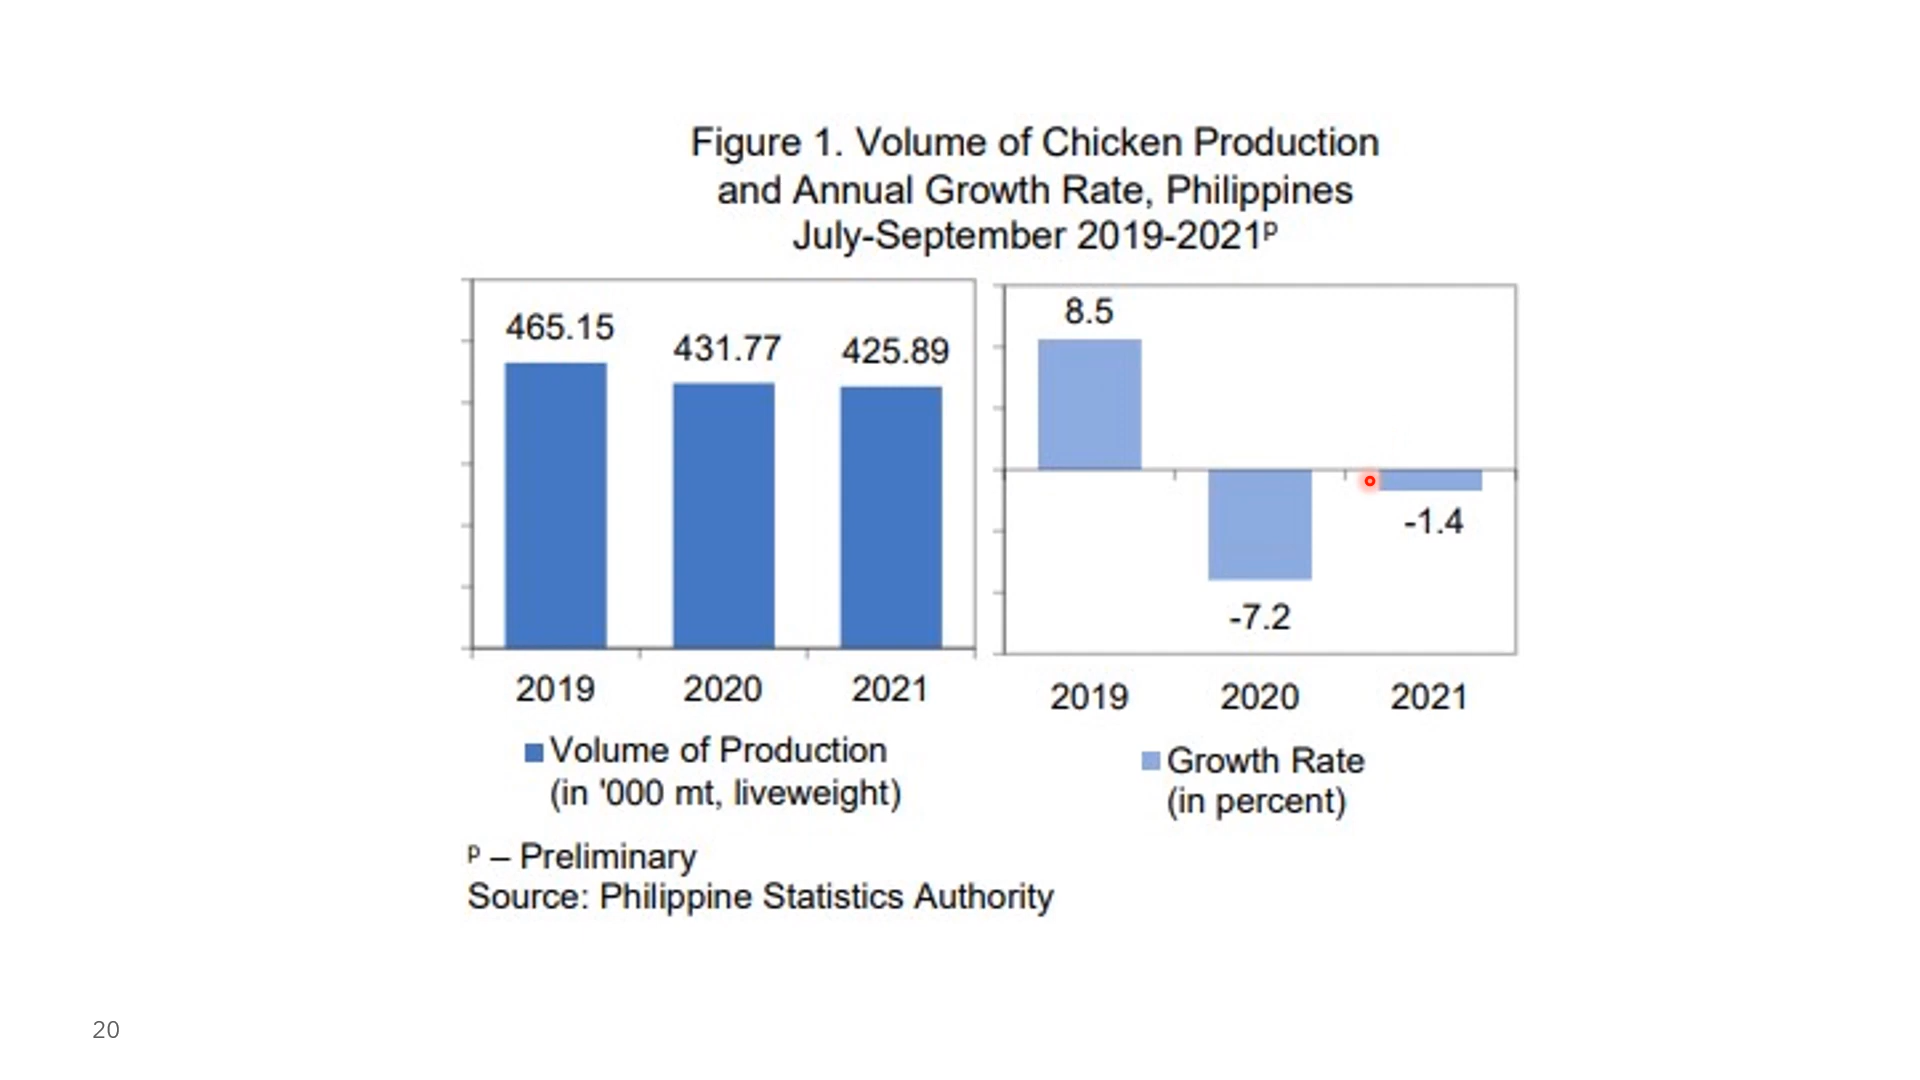 Figure 1. Volume of Chicken Production
and Annual Growth Rate, Philippines
July-September 2019-2021ᵖ
465.15
431.77
425.89
2019
2020
2021
Volume of Production
(in '000 mt, liveweight)
8.5
-7.2
-1.4
2019
2020
2021
Growth Rate
(in percent)
ᵖ – Preliminary
Source: Philippine Statistics Authority
20